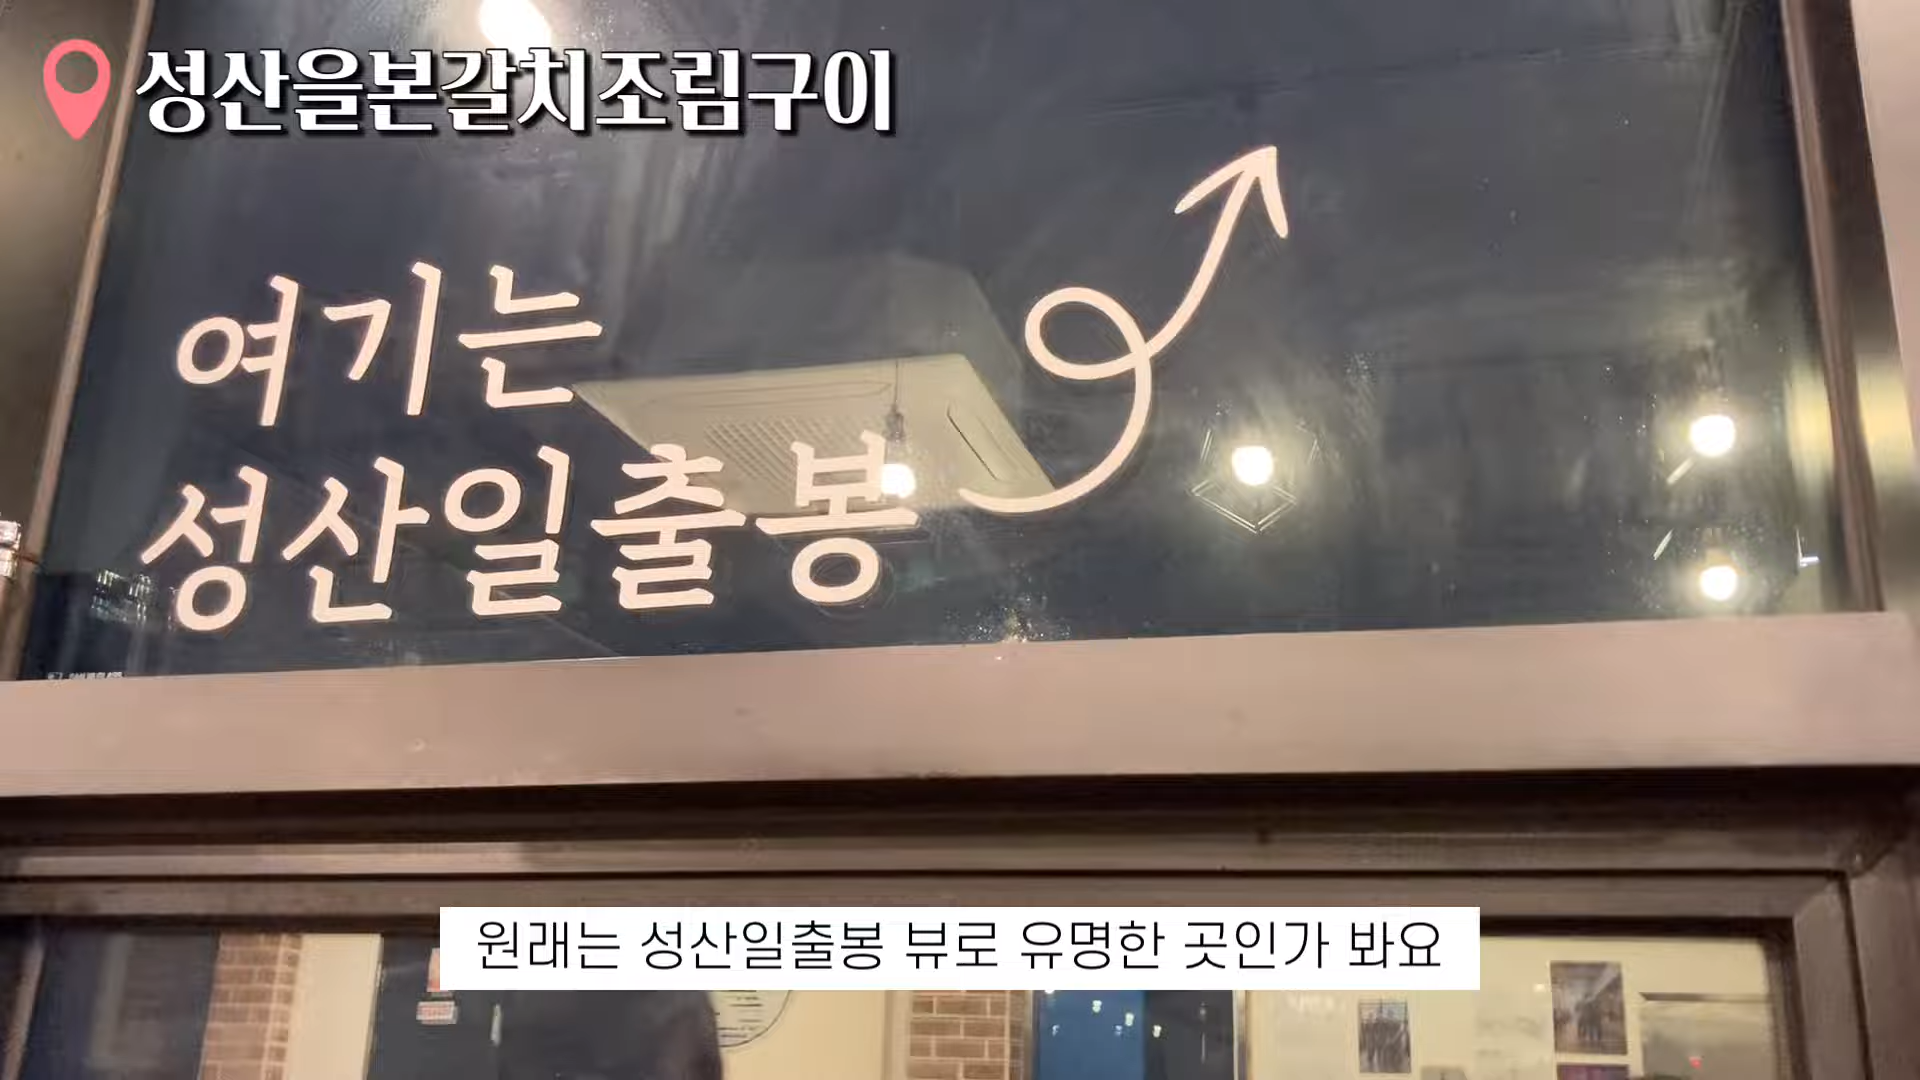 성산을본갈치조림구이
여기는
성산일출봉
원래는 성산일출봉 뷰로 유명한 곳인가 봐요